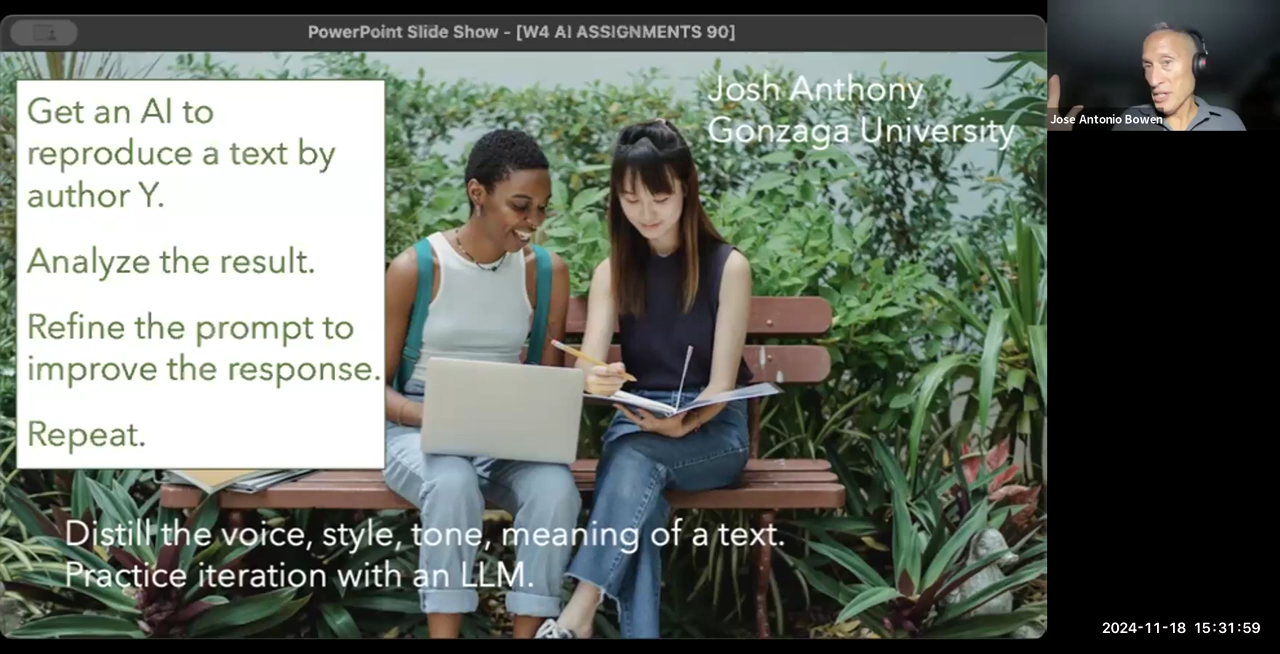 PowerPoint Slide Show - [W4 AI ASSIGNMENTS 90]
Josh Anthony
Gonzaga University
Get an AI to
reproduce a text by
author Y.
Analyze the result.
Refine the prompt to
improve the response.
Repeat.
Distill the voice, style, tone, meaning of a text.
Practice iteration with an LLM.
Jose Antonio Bowen
2024-11-18 15:31:59